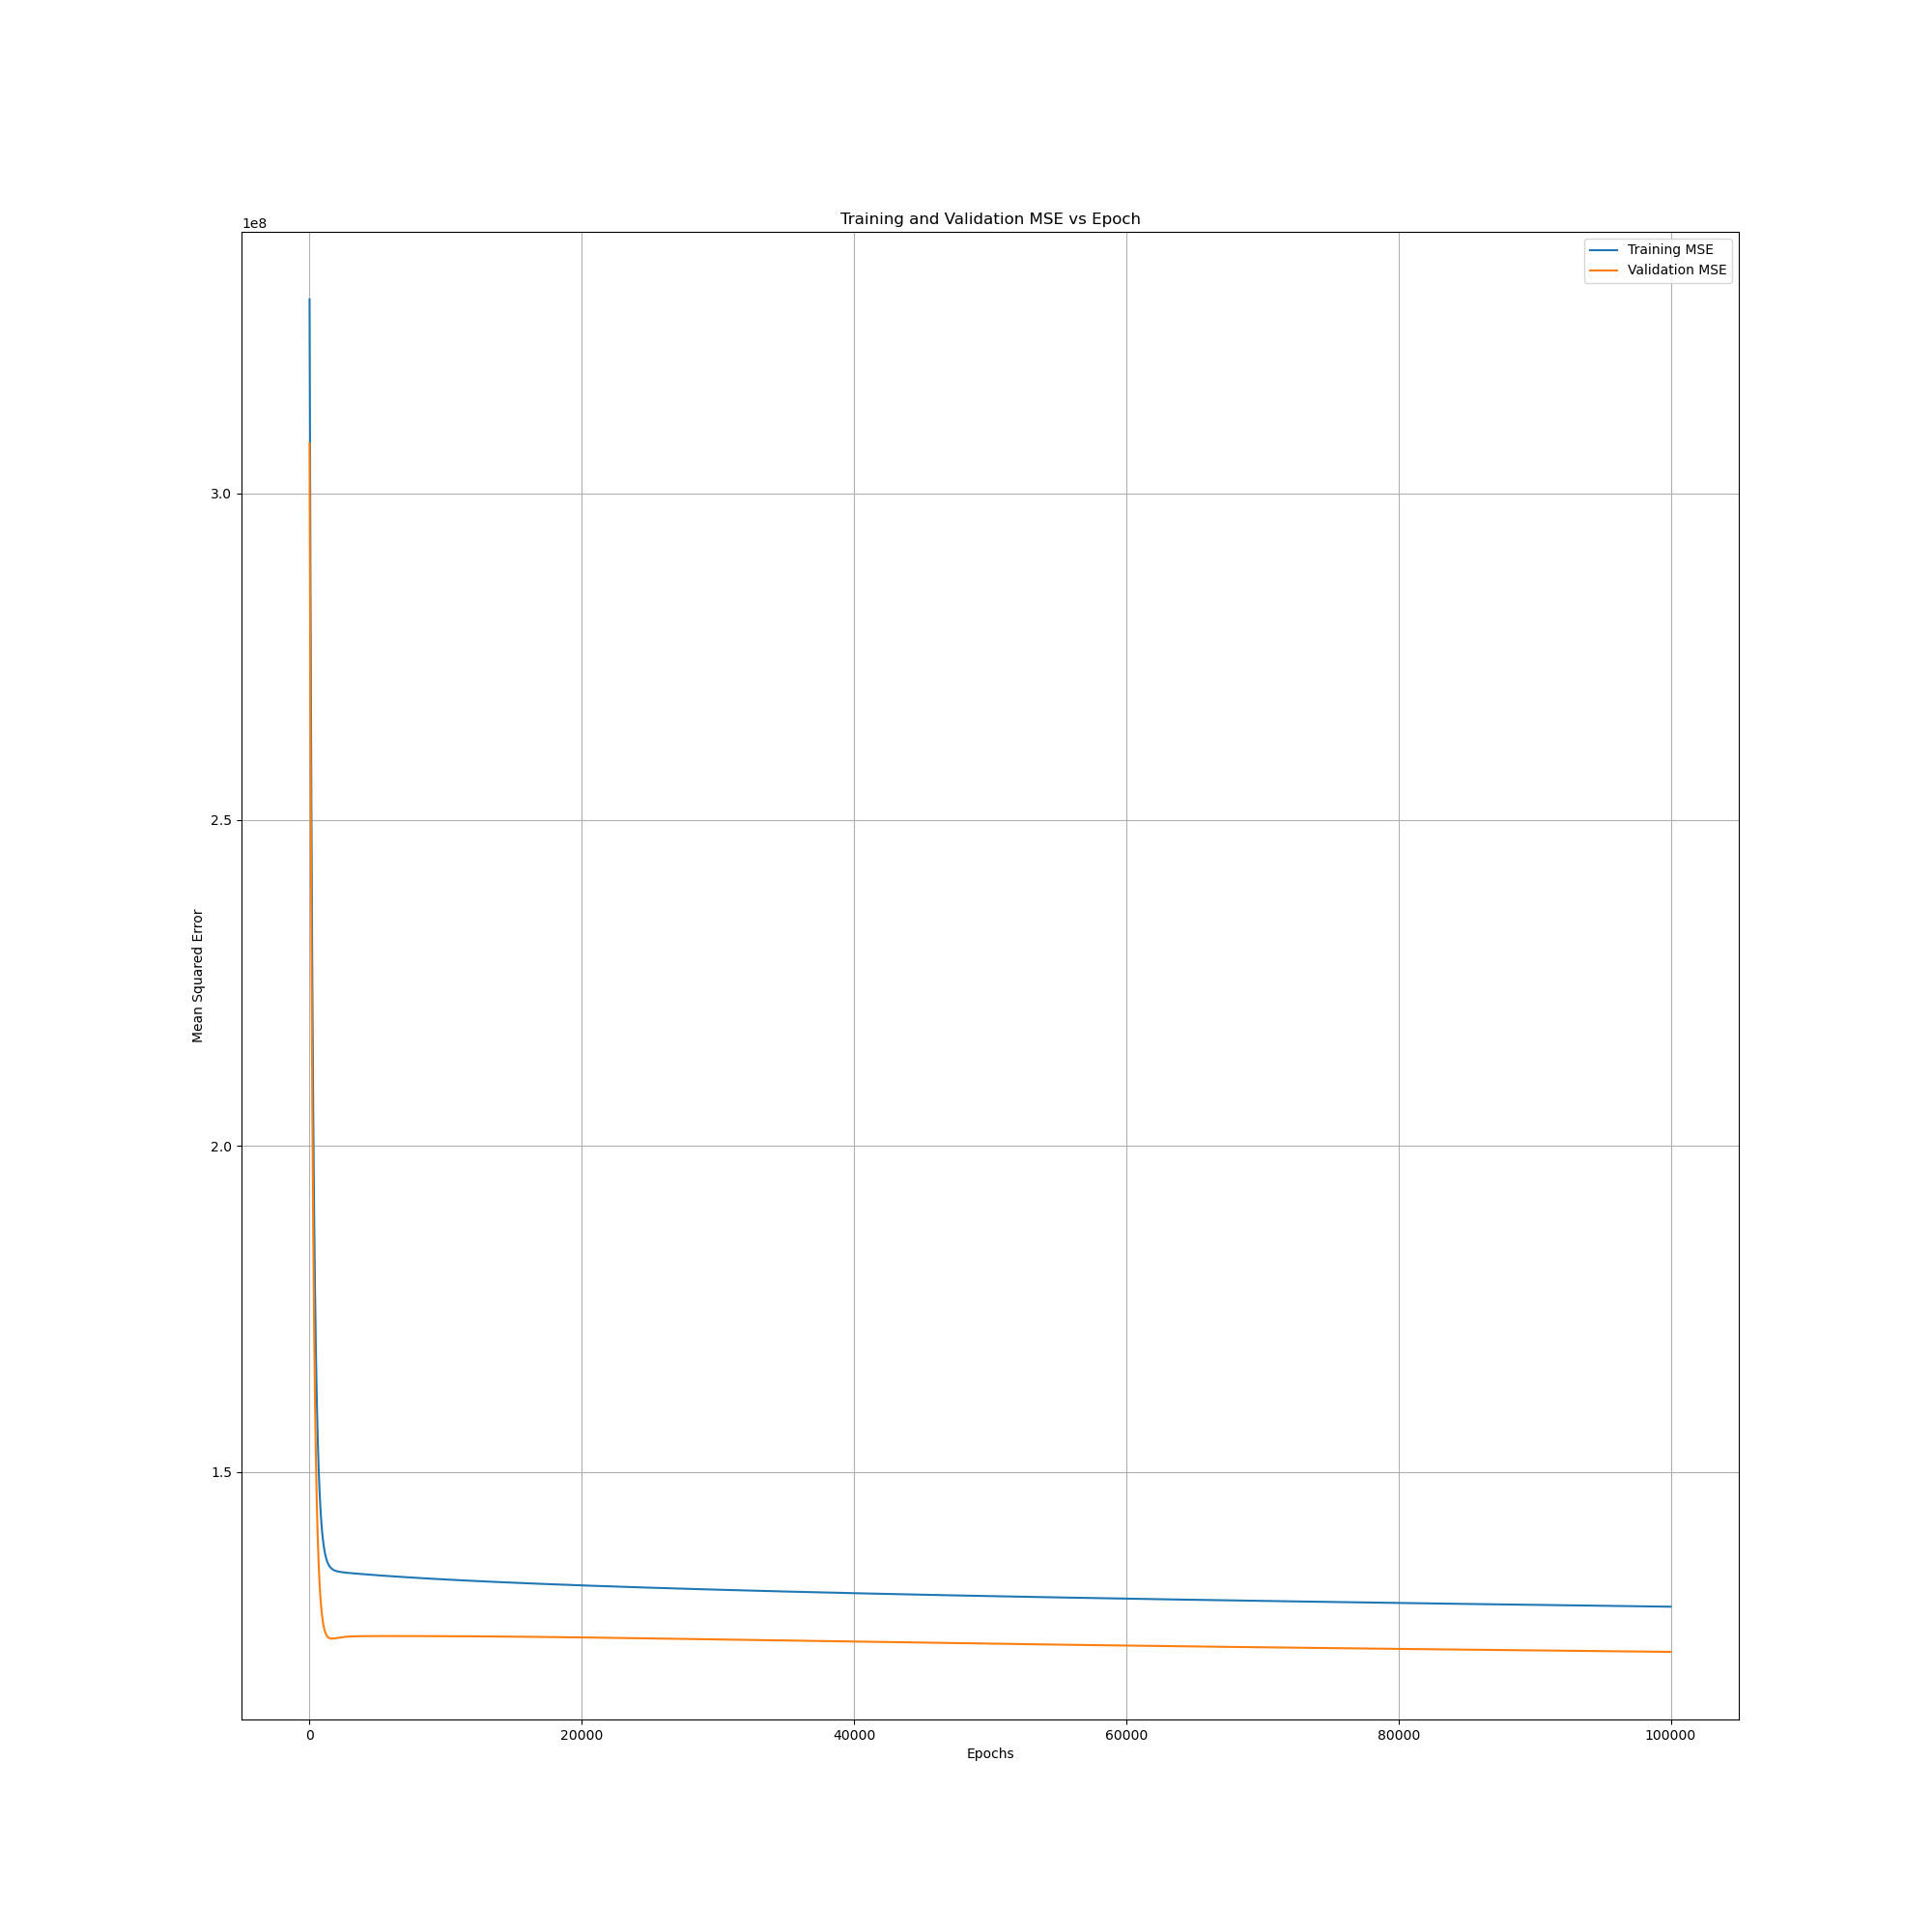 Training and Validation MSE vs Epoch
1e8
Training MSE
Validation MSE
3.0
2.5
2.0
1.5
Mean Squared Error
0 20000 40000 60000 80000 100000
Epochs